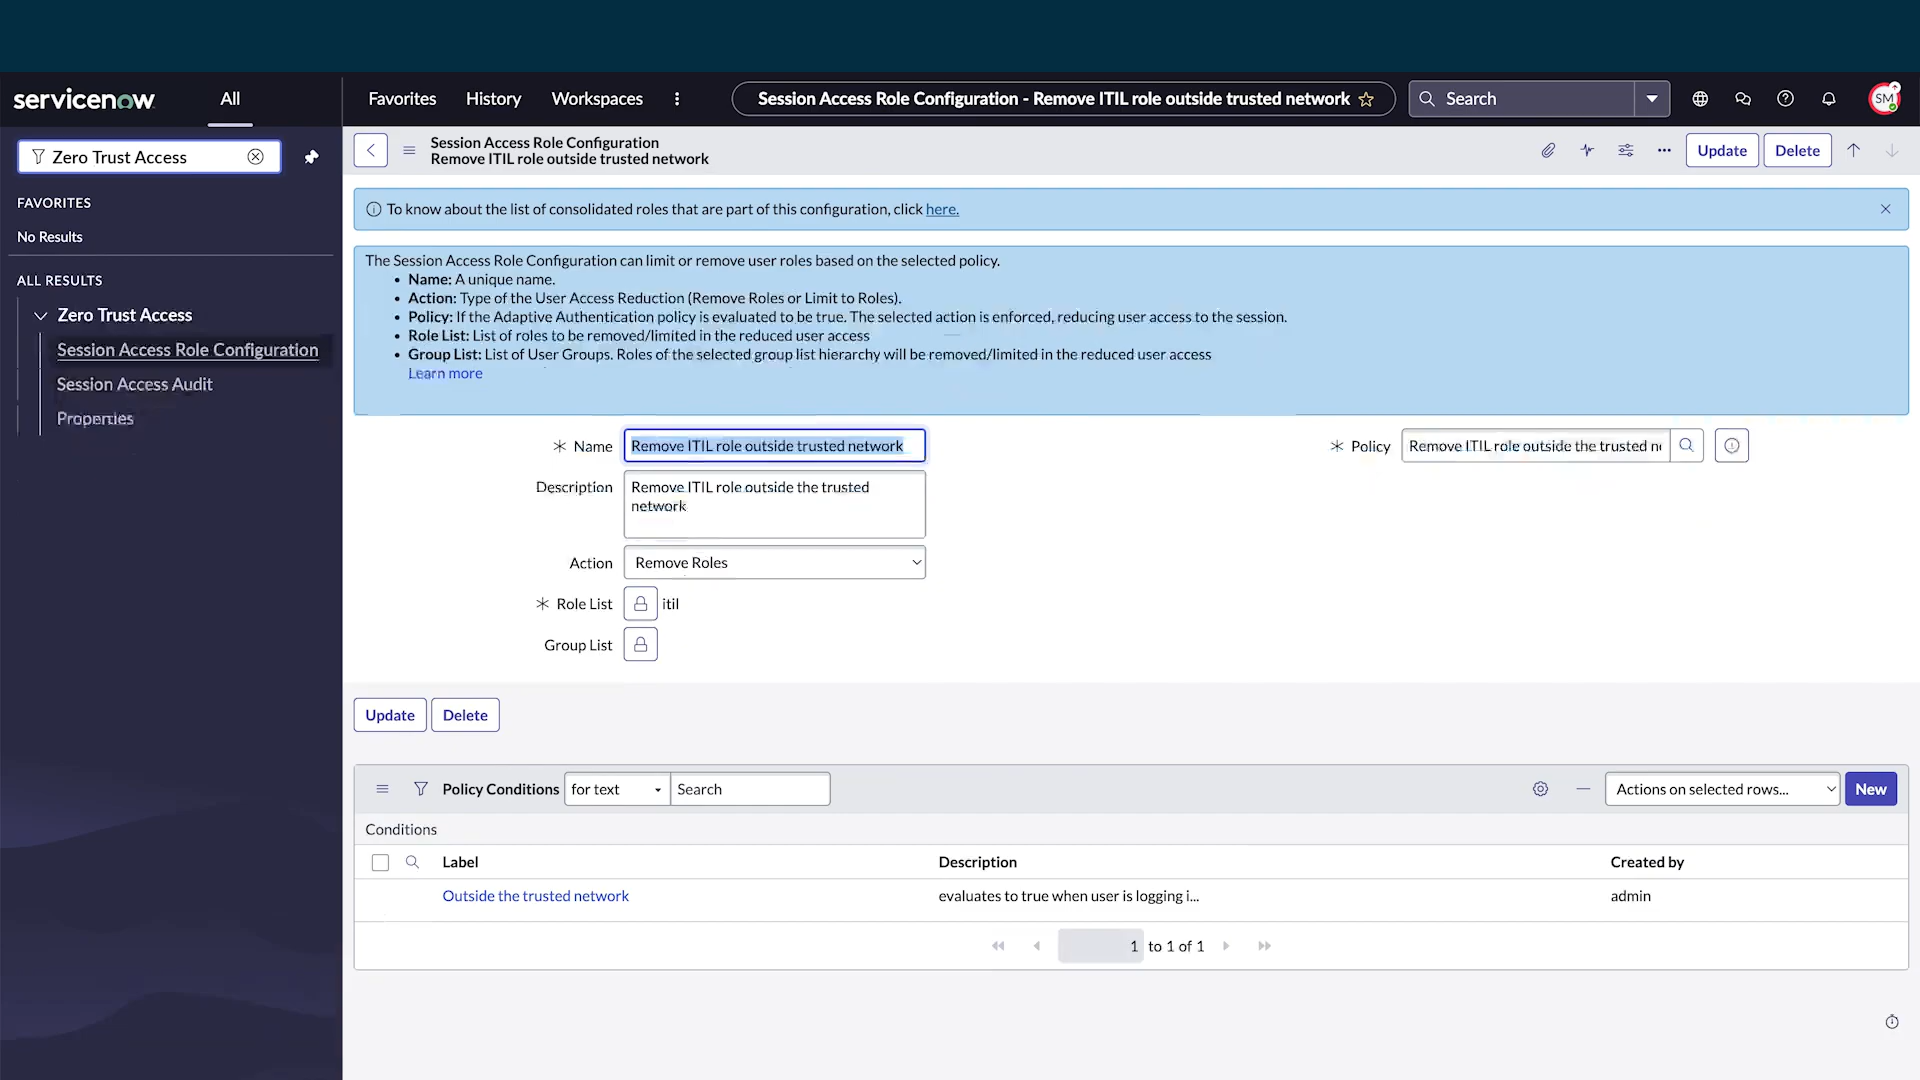 servicenow
All
Favorites
History
Workspaces
Session Access Role Configuration - Remove ITIL role outside trusted network
Search
SM
Zero Trust Access
FAVORITES
No Results
ALL RESULTS
Zero Trust Access
Session Access Role Configuration
Session Access Audit
Properties
Session Access Role Configuration
Remove ITIL role outside trusted network
Update
Delete
To know about the list of consolidated roles that are part of this configuration, click here.
The Session Access Role Configuration can limit or remove user roles based on the selected policy.
• Name: A unique name.
• Action: Type of the User Access Reduction (Remove Roles or Limit to Roles).
• Policy: If the Adaptive Authentication policy is evaluated to be true. The selected action is enforced, reducing user access to the session.
• Role List: List of roles to be removed/limited in the reduced user access
• Group List: List of User Groups. Roles of the selected group list hierarchy will be removed/limited in the reduced user access
Learn more
Name
Remove ITIL role outside trusted network
Policy
Remove ITIL role outside the trusted
Description
Remove ITIL role outside the trusted
network
Action
Remove Roles
Role List
itil
Group List
Update
Delete
Policy Conditions
for text
Search
Actions on selected rows...
New
Conditions
Label
Description
Created by
Outside the trusted network
evaluates to true when user is logging i...
admin
1 to 1 of 1